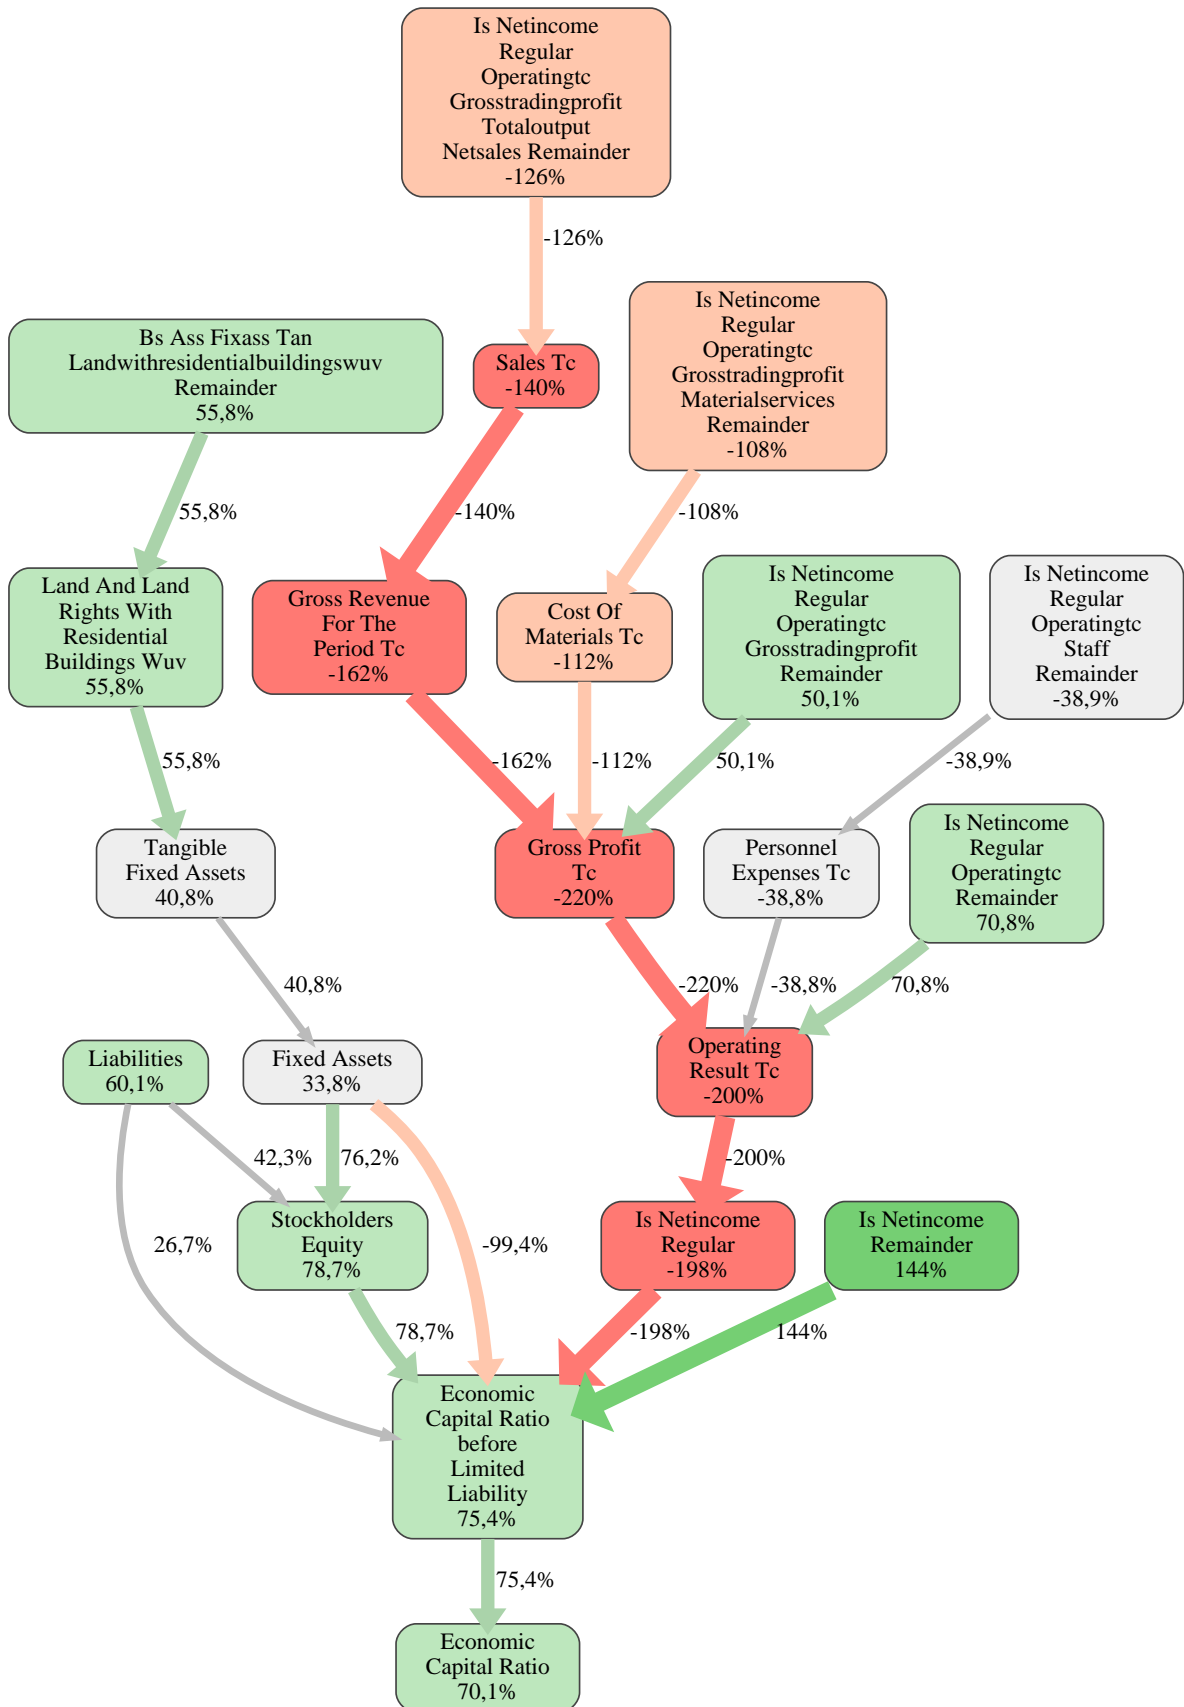 Is Netincome
Regular
Operatingtc
Grosstradingprofit
Totaloutput
Netsales Remainder
-126%
-126%
Bs Ass Fixass Tan
Landwithresidentialbuildingswuv
Remainder
55,8%
Sales Tc
-140%
Is Netincome
Regular
Operatingtc
Grosstradingprofit
Materialservices
Remainder
-108%
55,8%
-140%
-108%
Land And Land
Rights With
Residential
Buildings Wuv
55,8%
Gross Revenue
For The
Period Tc
-162%
Cost Of
Materials Tc
-112%
Is Netincome
Regular
Operatingtc
Grosstradingprofit
Remainder
50,1%
Is Netincome
Regular
Operatingtc
Staff
Remainder
-38,9%
55,8%
-162%
-112%
50,1%
-38,9%
Tangible
Fixed Assets
40,8%
Gross Profit
Tc
-220%
Personnel
Expenses Tc
-38,8%
Is Netincome
Regular
Operatingtc
Remainder
70,8%
40,8%
-220%
-38,8%
70,8%
Liabilities
60,1%
Fixed Assets
33,8%
Operating
Result Tc
-200%
42,3%
76,2%
-200%
Stockholders
Equity
78,7%
Is Netincome
Regular
-198%
Is Netincome
Remainder
144%
26,7%
-99,4%
78,7%
-198%
144%
Economic
Capital Ratio
before
Limited
Liability
75,4%
75,4%
Economic
Capital Ratio
70,1%